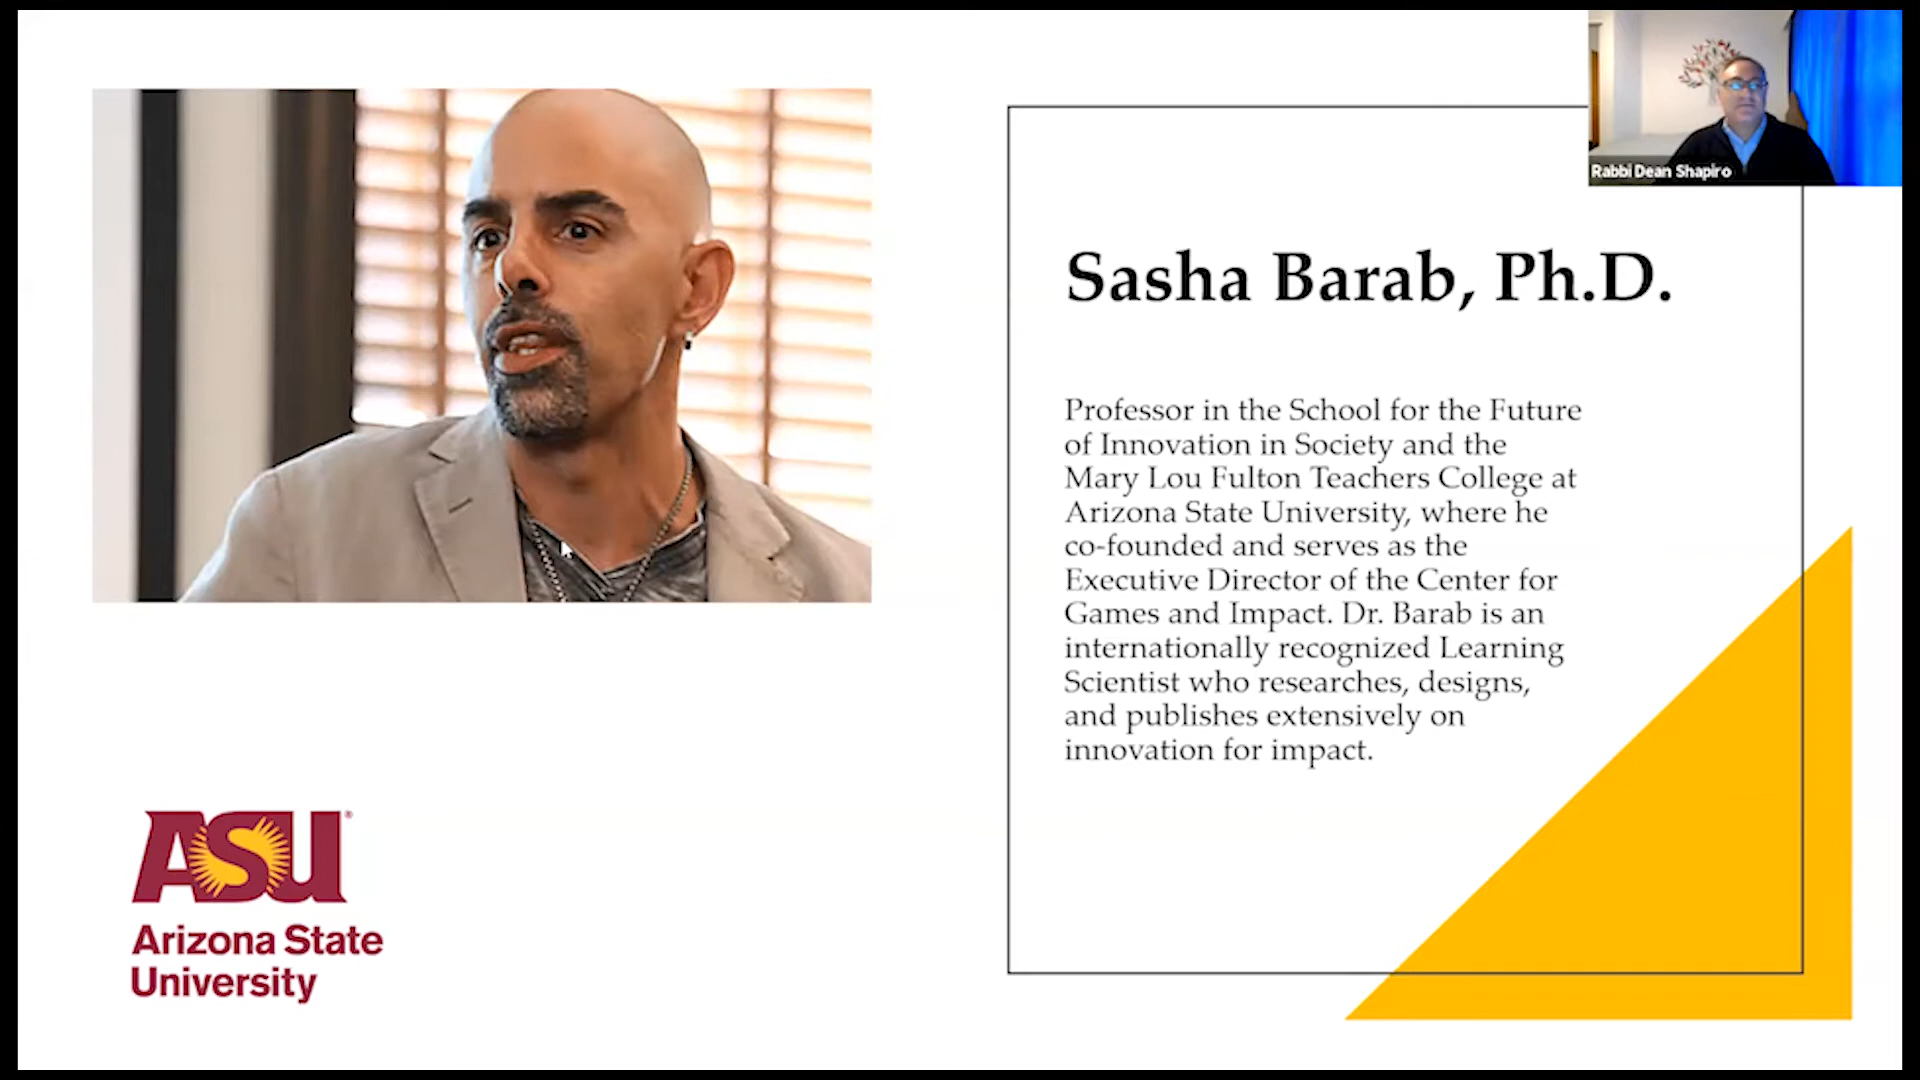 Rabbi Dean Shapiro
Sasha Barab, Ph.D.
Professor in the School for the Future
of Innovation in Society and the
Mary Lou Fulton Teachers College at
Arizona State University, where he
co-founded and serves as the
Executive Director of the Center for
Games and Impact. Dr. Barab is an
internationally recognized Learning
Scientist who researches, designs,
and publishes extensively on
innovation for impact.
ASU®
Arizona State
University